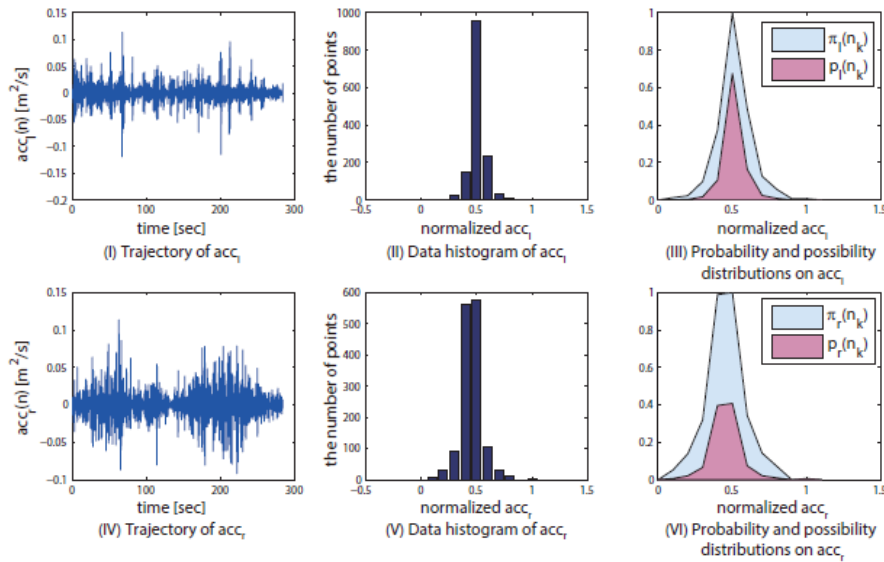 0.15
0.1
0.05
0
−0.05
−0.1
−0.15
−0.2
acc_l(n) [m²/s]
0 100 200 300
time [sec]
(I) Trajectory of acc_l
1000
800
600
400
200
0
the number of points
−0.5 0 0.5 1 1.5
normalized acc_l
(II) Data histogram of acc_l
1
0.8
0.6
0.4
0.2
0
π_l(n_k)
p_l(n_k)
0 0.5 1 1.5
normalized acc_l
(III) Probability and possibility
distributions on acc_l
0.15
0.1
0.05
0
−0.05
−0.1
acc_r(n) [m²/s]
0 100 200 300
time [sec]
(IV) Trajectory of acc_r
600
500
400
300
200
100
0
the number of points
−0.5 0 0.5 1 1.5
normalized acc_r
(V) Data histogram of acc_r
1
0.8
0.6
0.4
0.2
0
π_r(n_k)
p_r(n_k)
0 0.5 1 1.5
normalized acc_r
(VI) Probability and possibility
distributions on acc_r